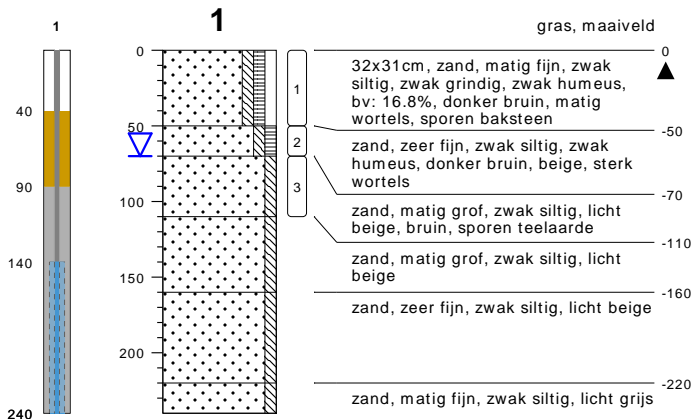 1
1
gras, maaiveld
0
0
32x31cm, zand, matig fijn, zwak
siltig, zwak grindig, zwak humeus,
bv: 16.8%, donker bruin, matig
wortels, sporen baksteen
1
40
50
-50
2
zand, zeer fijn, zwak siltig, zwak
humeus, donker bruin, beige, sterk
wortels
90
3
-70
100
zand, matig grof, zwak siltig, licht
beige, bruin, sporen teelaarde
-110
140
zand, matig grof, zwak siltig, licht
beige
150
-160
zand, zeer fijn, zwak siltig, licht beige
200
-220
zand, matig fijn, zwak siltig, licht grijs
240